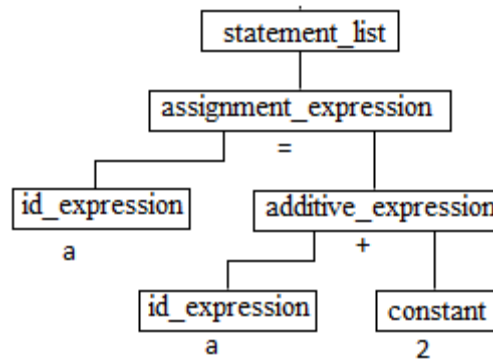 statement_list
assignment_expression
=
id_expression
additive_expression
a
+
id_expression
constant
a
2